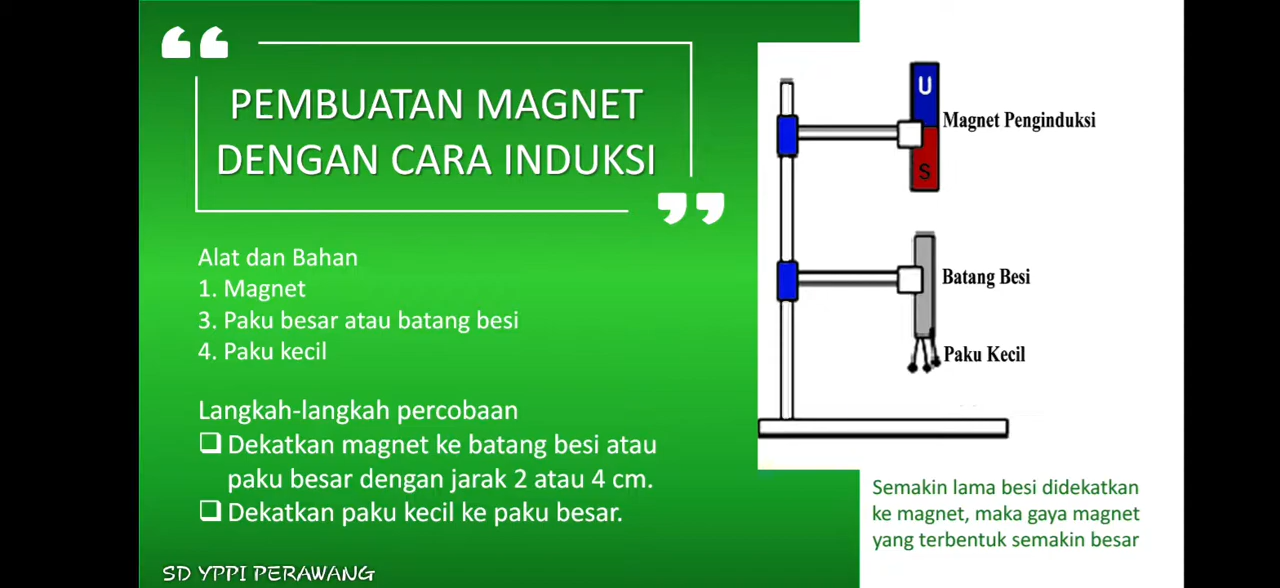 PEMBUATAN MAGNET
DENGAN CARA INDUKSI
Alat dan Bahan
1. Magnet
3. Paku besar atau batang besi
4. Paku kecil
Langkah-langkah percobaan
❑ Dekatkan magnet ke batang besi atau
paku besar dengan jarak 2 atau 4 cm.
❑ Dekatkan paku kecil ke paku besar.
SD YPPI PERAWANG
U
Magnet Penginduksi
S
Batang Besi
Paku Kecil
Semakin lama besi didekatkan
ke magnet, maka gaya magnet
yang terbentuk semakin besar